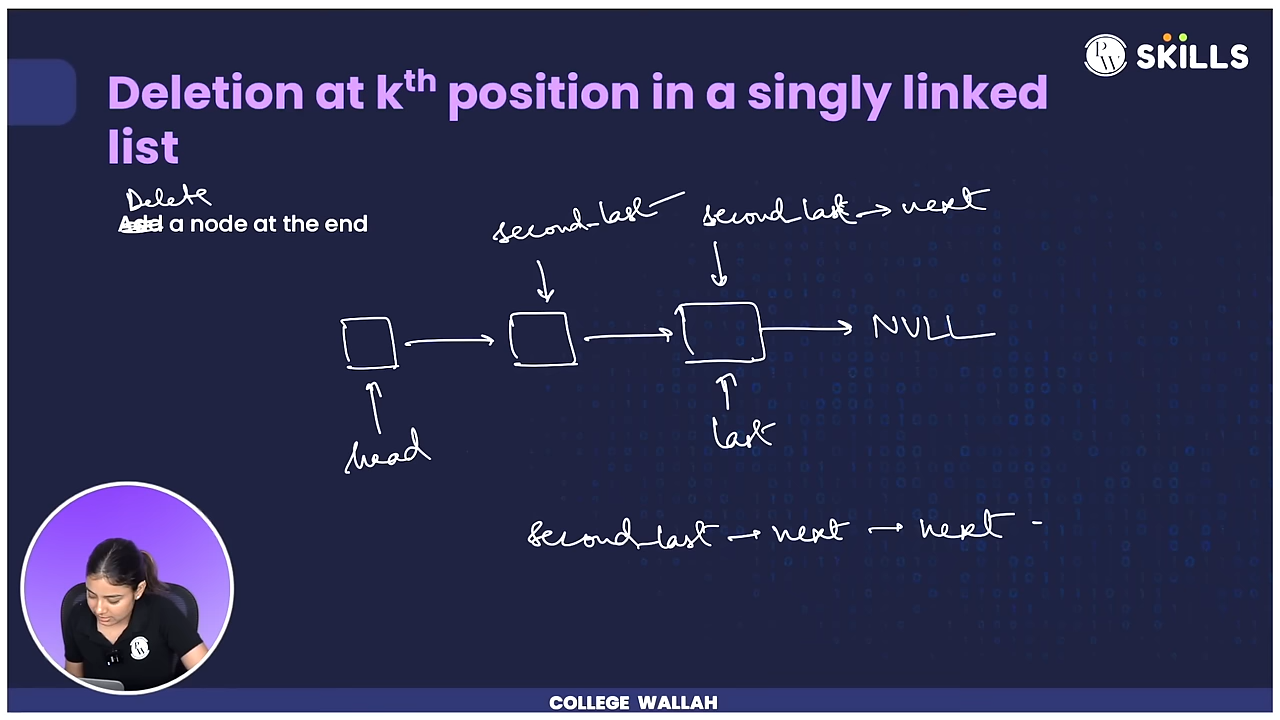 PW SKILLS
Deletion at kth position in a singly linked
list
Delete
Add a node at the end
second_last
second_last → next
NULL
head
last
second_last → next → next =
COLLEGE WALLAH